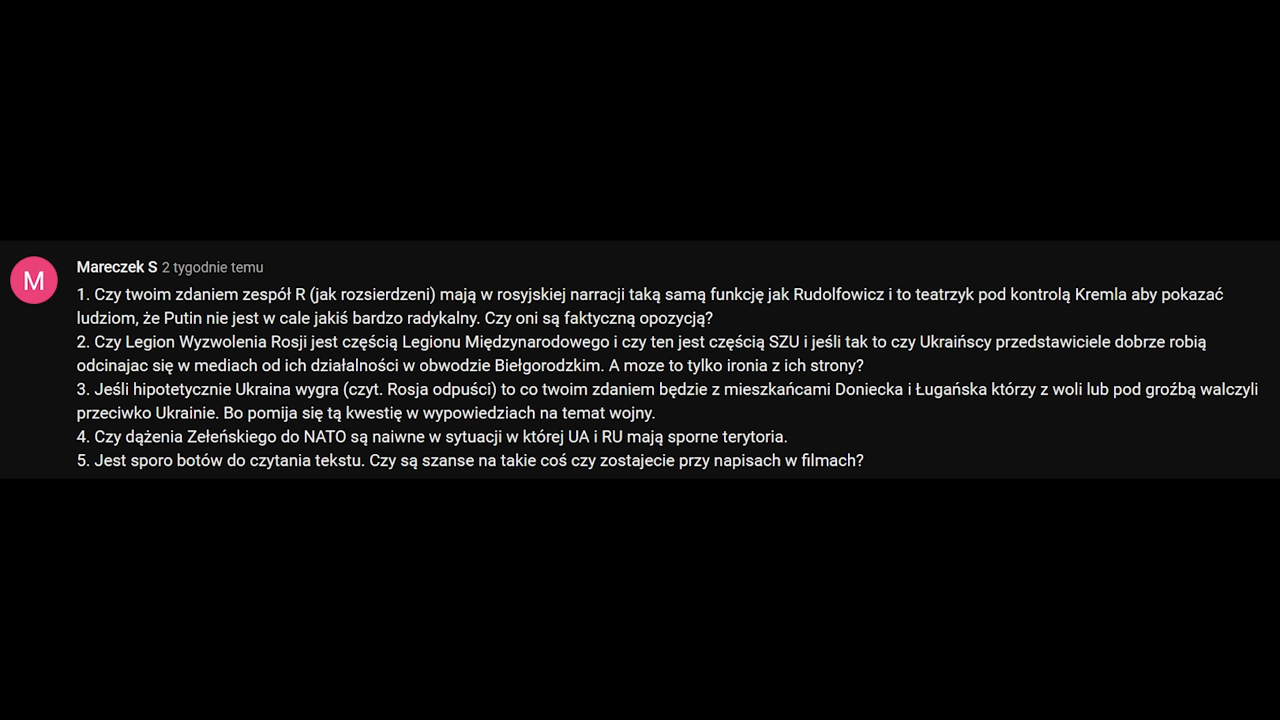 M
Mareczek S 2 tygodnie temu
1. Czy twoim zdaniem zespół R (jak rozsierdzeni) mają w rosyjskiej narracji taką samą funkcję jak Rudolfowicz i to teatrzyk pod kontrolą Kremla aby pokazać
ludziom, że Putin nie jest w cale jakiś bardzo radykalny. Czy oni są faktyczną opozycją?
2. Czy Legion Wyzwolenia Rosji jest częścią Legionu Międzynarodowego i czy ten jest częścią SZU i jeśli tak to czy Ukraińscy przedstawiciele dobrze robią
odcinajac się w mediach od ich działalności w obwodzie Biełgorodzkim. A moze to tylko ironia z ich strony?
3. Jeśli hipotetycznie Ukraina wygra (czyt. Rosja odpuści) to co twoim zdaniem będzie z mieszkańcami Doniecka i Ługańska którzy z woli lub pod groźbą walczyli
przeciwko Ukrainie. Bo pomija się tą kwestię w wypowiedziach na temat wojny.
4. Czy dążenia Zełeńskiego do NATO są naiwne w sytuacji w której UA i RU mają sporne terytoria.
5. Jest sporo botów do czytania tekstu. Czy są szanse na takie coś czy zostajecie przy napisach w filmach?